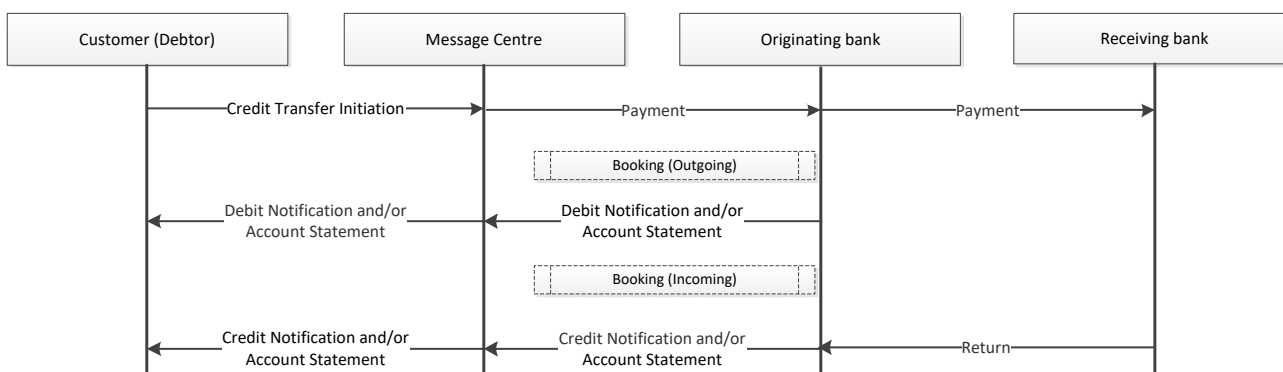 Customer (Debtor)
Message Centre
Originating bank
Receiving bank
Credit Transfer Initiation
Payment
Payment
Booking (Outgoing)
Debit Notification and/or
Account Statement
Debit Notification and/or
Account Statement
Booking (Incoming)
Credit Notification and/or
Account Statement
Credit Notification and/or
Account Statement
Return